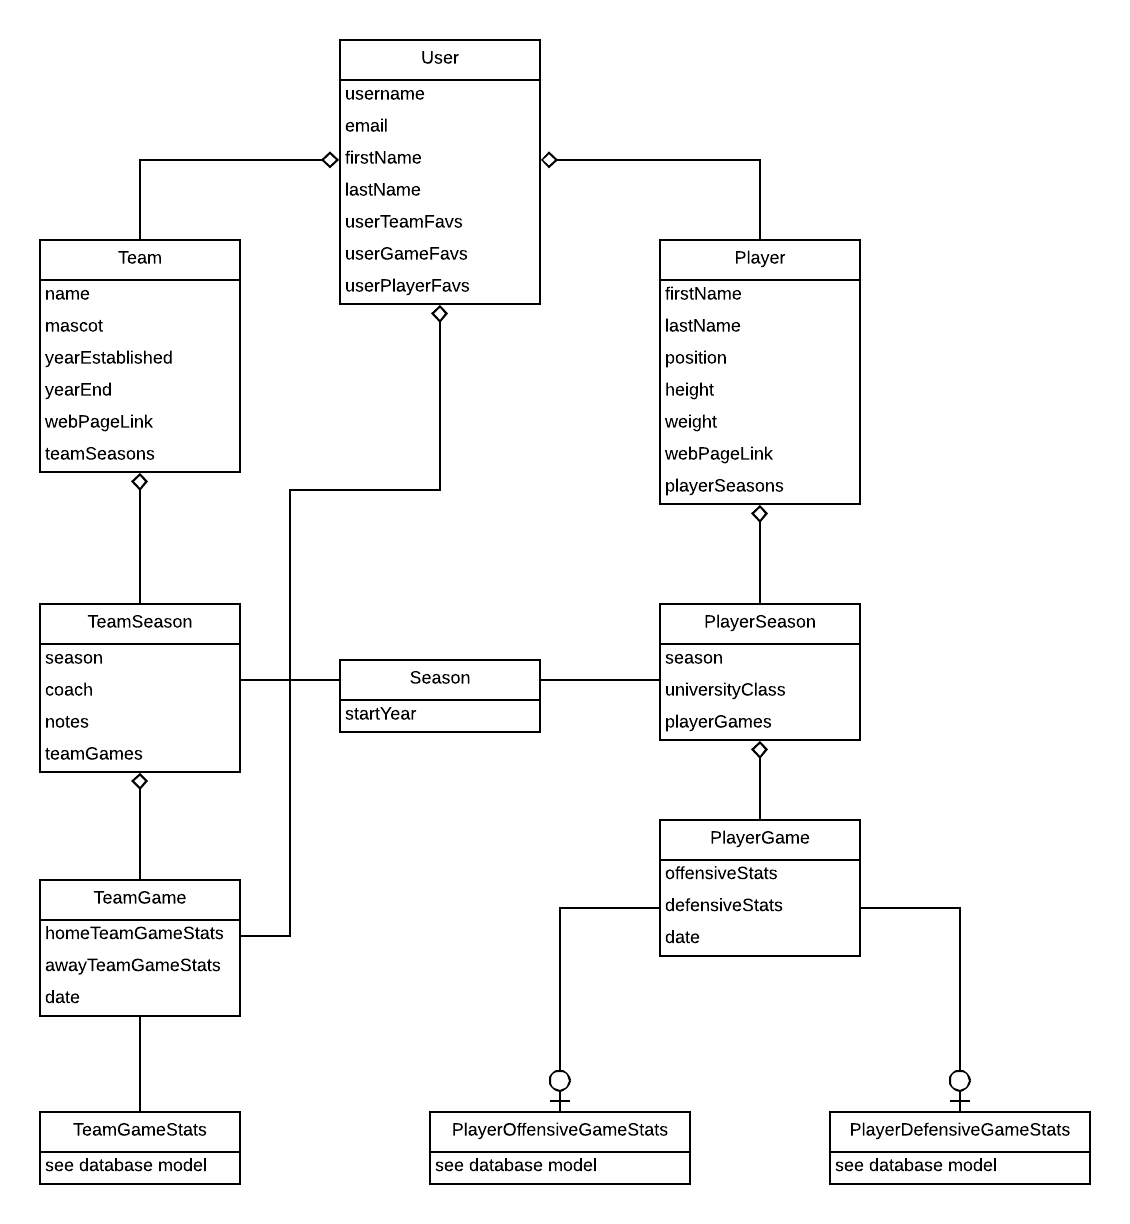 User
username
email
firstName
lastName
userTeamFavs
userGameFavs
userPlayerFavs
Team
name
mascot
yearEstablished
yearEnd
webPageLink
teamSeasons
Player
firstName
lastName
position
height
weight
webPageLink
playerSeasons
TeamSeason
season
coach
notes
teamGames
Season
startYear
PlayerSeason
season
universityClass
playerGames
TeamGame
homeTeamGameStats
awayTeamGameStats
date
PlayerGame
offensiveStats
defensiveStats
date
TeamGameStats
see database model
PlayerOffensiveGameStats
see database model
PlayerDefensiveGameStats
see database model